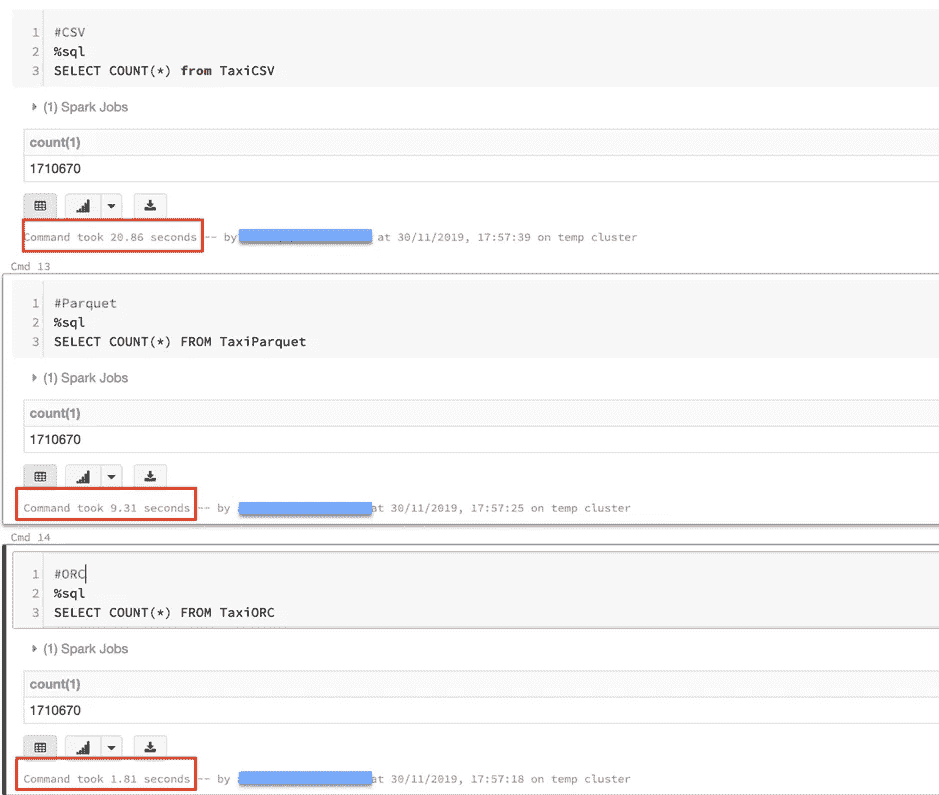 1 #CSV
2 %sql
3 SELECT COUNT(*) from TaxiCSV
(1) Spark Jobs
count(1)
1710670
Command took 20.86 seconds -- by at 30/11/2019, 17:57:39 on temp cluster
Cmd 13
1 #Parquet
2 %sql
3 SELECT COUNT(*) FROM TaxiParquet
(1) Spark Jobs
count(1)
1710670
Command took 9.31 seconds -- by at 30/11/2019, 17:57:25 on temp cluster
Cmd 14
1 #ORC
2 %sql
3 SELECT COUNT(*) FROM TaxiORC
(1) Spark Jobs
count(1)
1710670
Command took 1.81 seconds -- by at 30/11/2019, 17:57:18 on temp cluster